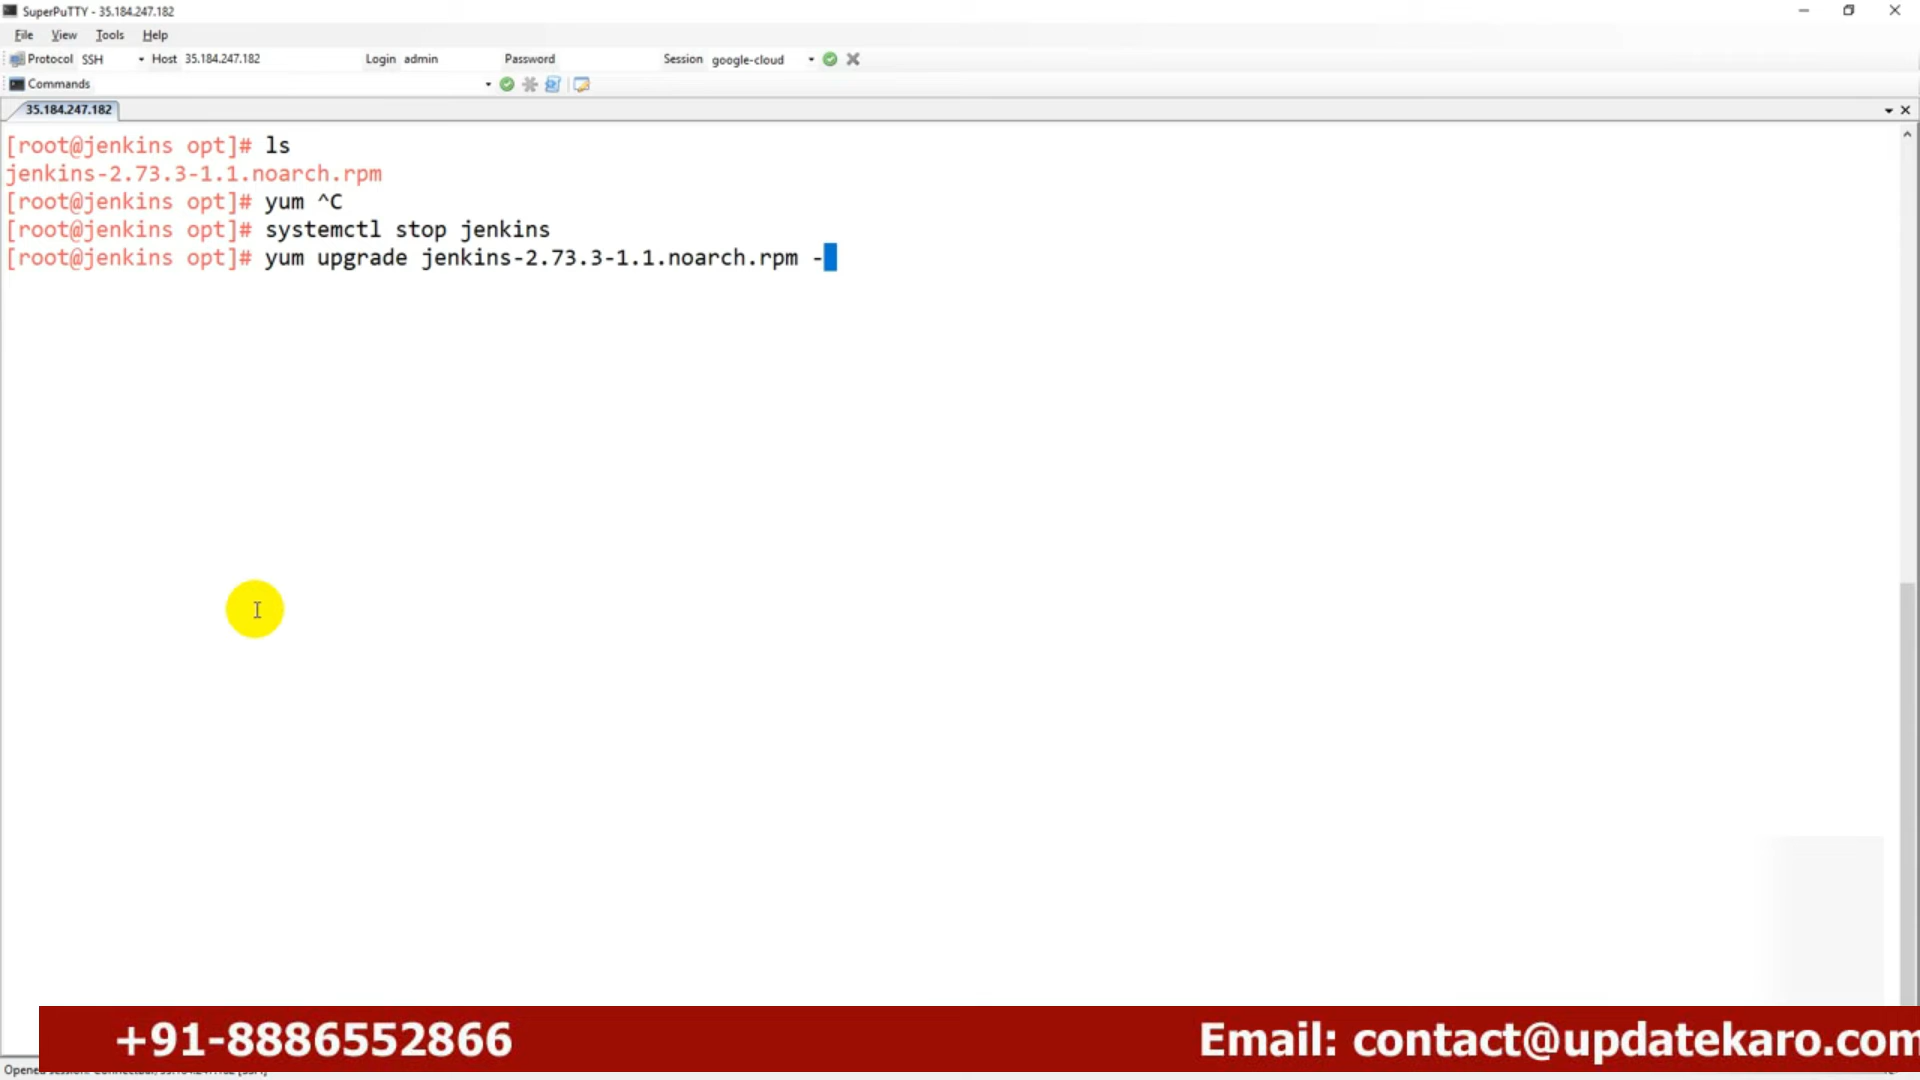 SuperPuTTY - 35.184.247.182
File View Tools Help
Protocol SSH Host 35.184.247.182 Login admin Password Session google-cloud
Commands
35.184.247.182
[root@jenkins opt]# ls
jenkins-2.73.3-1.1.noarch.rpm
[root@jenkins opt]# yum ^C
[root@jenkins opt]# systemctl stop jenkins
[root@jenkins opt]# yum upgrade jenkins-2.73.3-1.1.noarch.rpm -
+91-8886552866 Email: contact@updatekaro.com